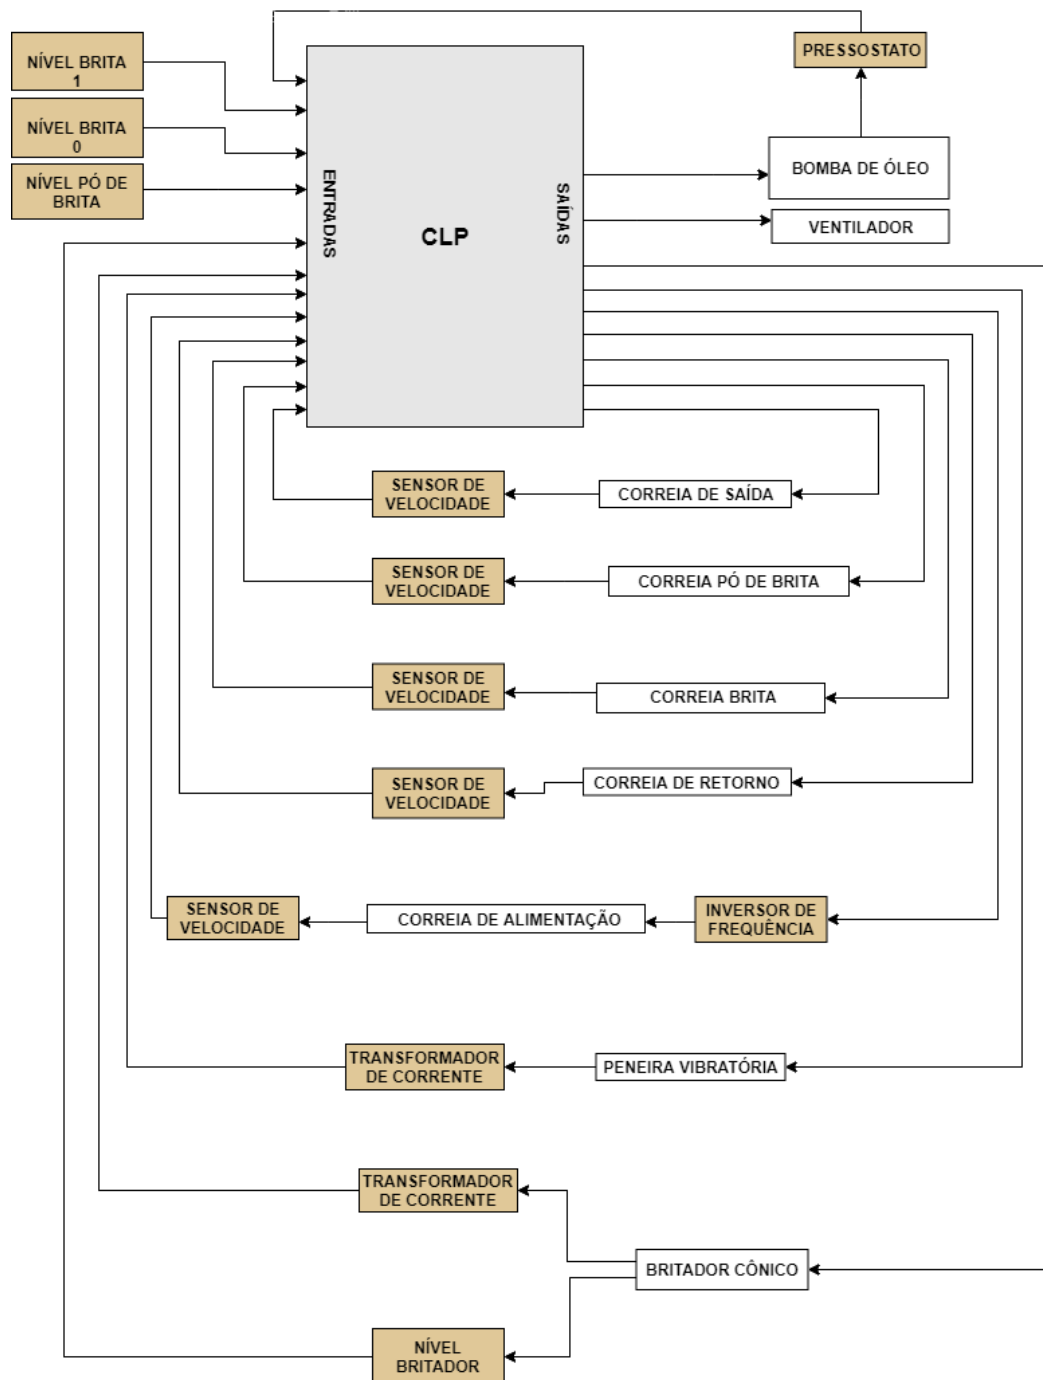 PRESSOSTATO
NÍVEL BRITA
1
NÍVEL BRITA
0
NÍVEL PÓ DE
BRITA
ENTRADAS
CLP
SAÍDAS
BOMBA DE ÓLEO
VENTILADOR
SENSOR DE
VELOCIDADE
CORREIA DE SAÍDA
SENSOR DE
VELOCIDADE
CORREIA PÓ DE BRITA
SENSOR DE
VELOCIDADE
CORREIA BRITA
SENSOR DE
VELOCIDADE
CORREIA DE RETORNO
SENSOR DE
VELOCIDADE
CORREIA DE ALIMENTAÇÃO
INVERSOR DE
FREQUÊNCIA
TRANSFORMADOR
DE CORRENTE
PENEIRA VIBRATÓRIA
TRANSFORMADOR
DE CORRENTE
BRITADOR CÔNICO
NÍVEL
BRITADOR